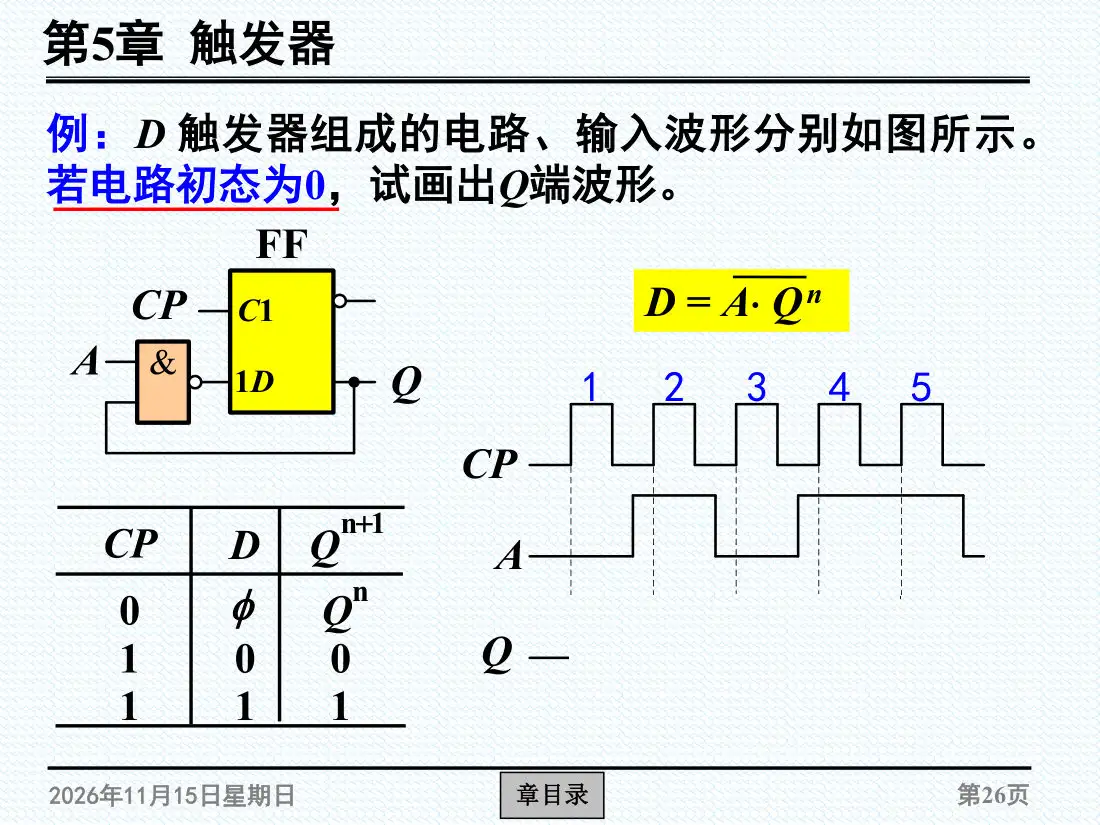 第5章 触发器
例：D 触发器组成的电路、输入波形分别如图所示。
若电路初态为0，试画出Q端波形。
FF
CP
C1
A
&
1D
Q
D = A· Qⁿ
1 2 3 4 5
CP
A
Q
CP D Qⁿ⁺¹
0 ϕ Qⁿ
1 0 0
1 1 1
2026年11月15日星期日
章目录
第26页